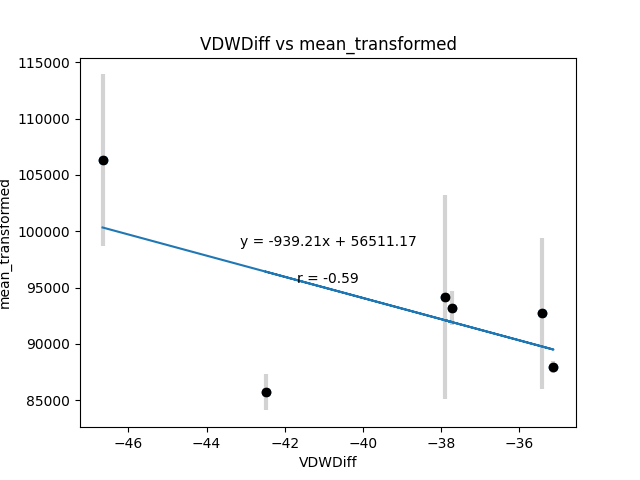 VDWDiff vs mean_transformed
115000
110000
105000
100000
95000
90000
85000
mean_transformed
y = -939.21x + 56511.17
r = -0.59
−46
−44
−42
−40
−38
−36
VDWDiff